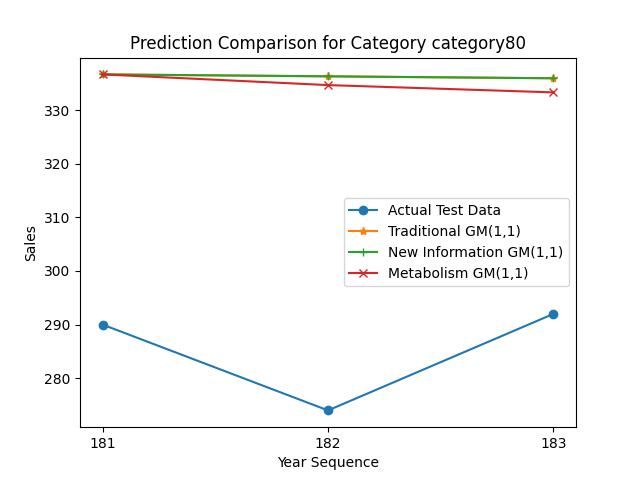 Prediction Comparison for Category category80
Sales
330
320
310
300
290
280
Actual Test Data
Traditional GM(1,1)
New Information GM(1,1)
Metabolism GM(1,1)
181
182
183
Year Sequence